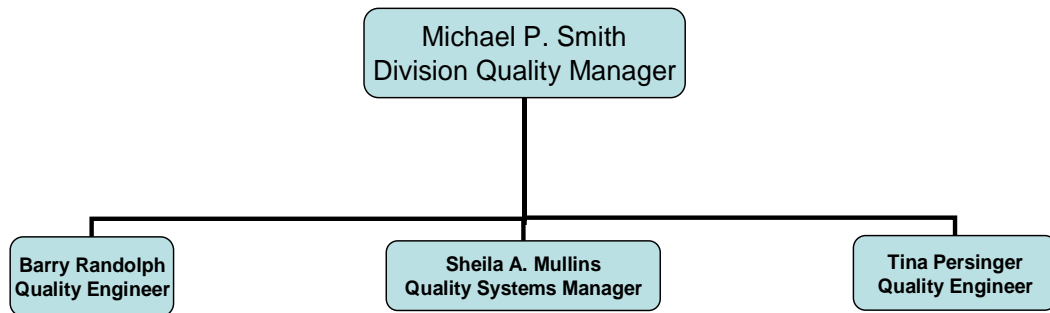 Michael P. Smith
Division Quality Manager
Barry Randolph
Quality Engineer
Sheila A. Mullins
Quality Systems Manager
Tina Persinger
Quality Engineer